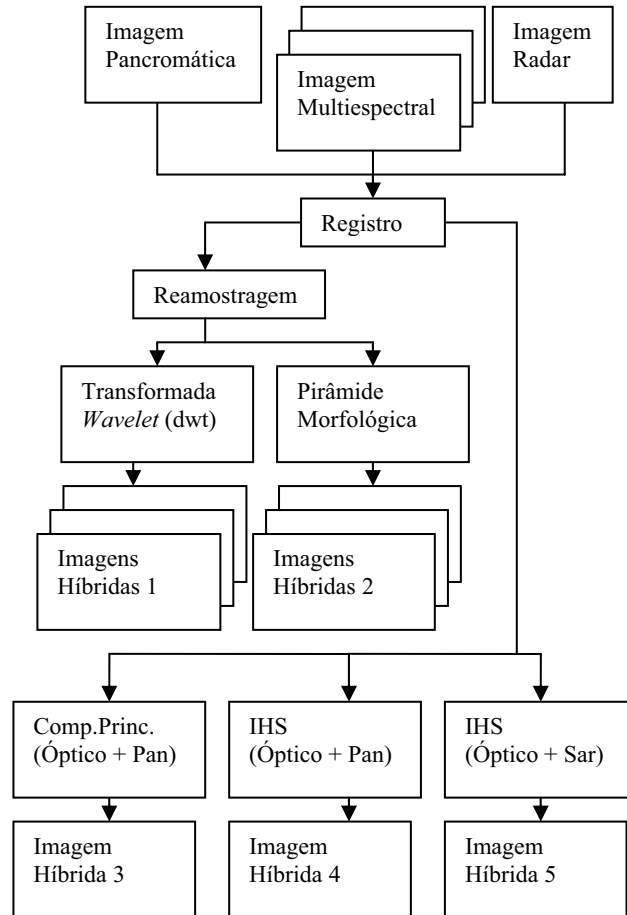 Imagem
Pancromática
Imagem
Multiespectral
Imagem
Radar
Registro
Reamostragem
Transformada
Wavelet (dwt)
Pirâmide
Morfológica
Imagens
Híbridas 1
Imagens
Híbridas 2
Comp.Princ.
(Óptico + Pan)
IHS
(Óptico + Pan)
IHS
(Óptico + Sar)
Imagem
Híbrida 3
Imagem
Híbrida 4
Imagem
Híbrida 5